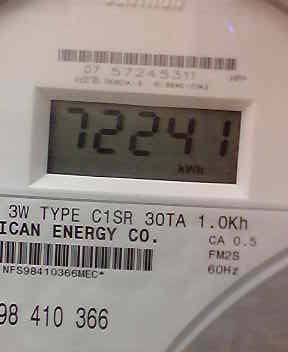 07 57245311
72241
kWh
3W TYPE C1SR 30TA 1.0Kh
ICAN ENERGY CO.
CA 0.5
FM2S
60Hz
NFS98410366MEC*
98 410 366